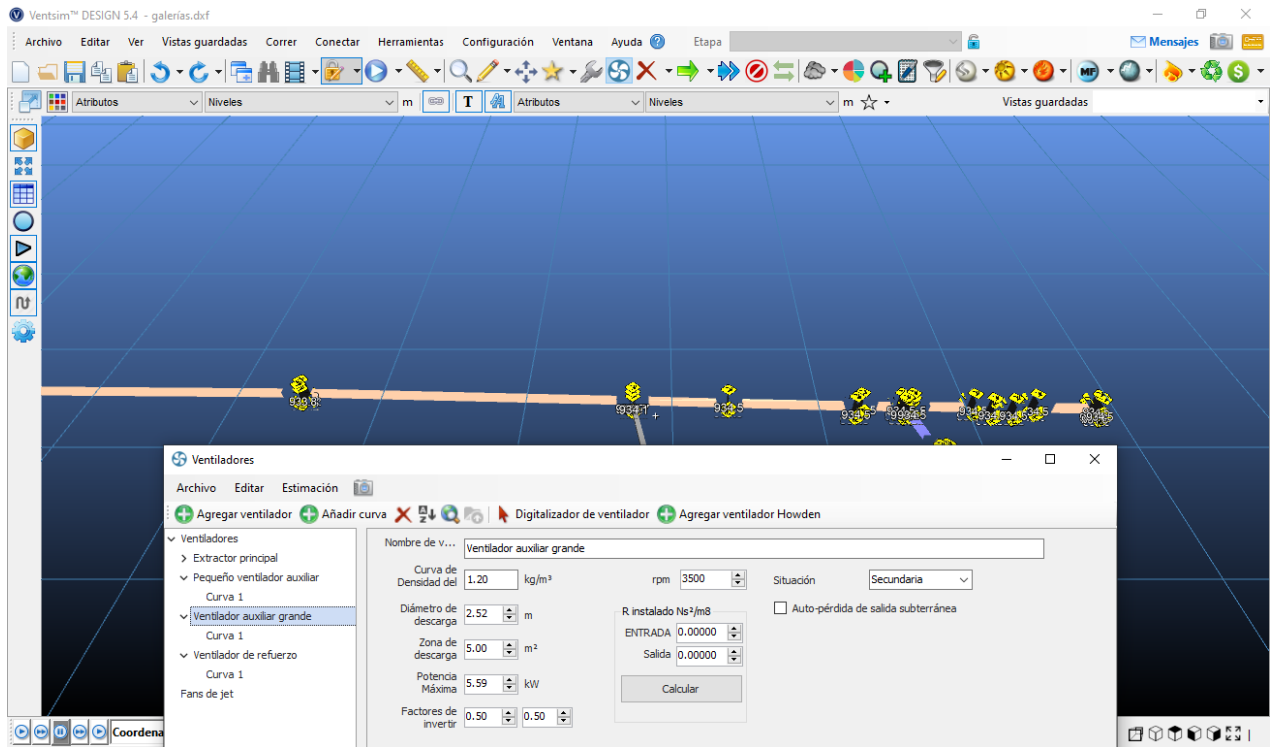 Ventsim™ DESIGN 5.4 - galerías.dxf
Archivo Editar Ver Vistas guardadas Correr Conectar Herramientas Configuración Ventana Ayuda ? Etapa Mensajes
MF
Atributos Niveles m T Atributos Niveles m Vistas guardadas
934.5
Ventiladores
Archivo Editar Estimación
Agregar ventilador Añadir curva Digitalizador de ventilador Agregar ventilador Howden
Ventiladores
Extractor principal
Pequeño ventilador auxiliar
Curva 1
Ventilador auxiliar grande
Curva 1
Ventilador de refuerzo
Curva 1
Fans de jet
Nombre de v... Ventilador auxiliar grande
Curva de Densidad del 1.20 kg/m³ rpm 3500 Situación Secundaria
Diámetro de descarga 2.52 m R instalado Ns²/m8 Auto-pérdida de salida subterránea
ENTRADA 0.00000
Zona de descarga 5.00 m² Salida 0.00000
Potencia Máxima 5.59 kW Calcular
Factores de invertir 0.50 0.50
Coordena